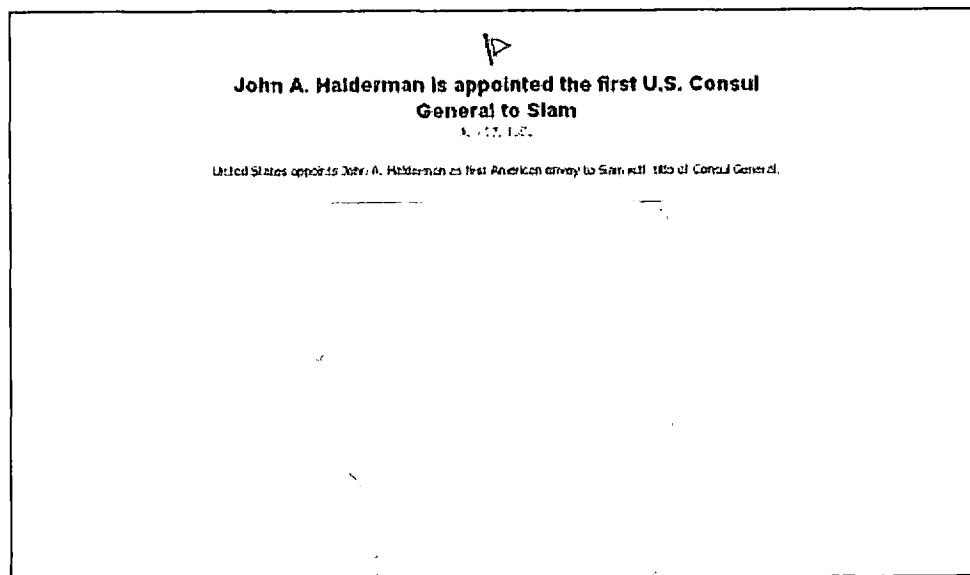 John A. Halderman is appointed the first U.S. Consul
General to Siam
United States appoints John A. Halderman as first American envoy to Siam with title of Consul General.